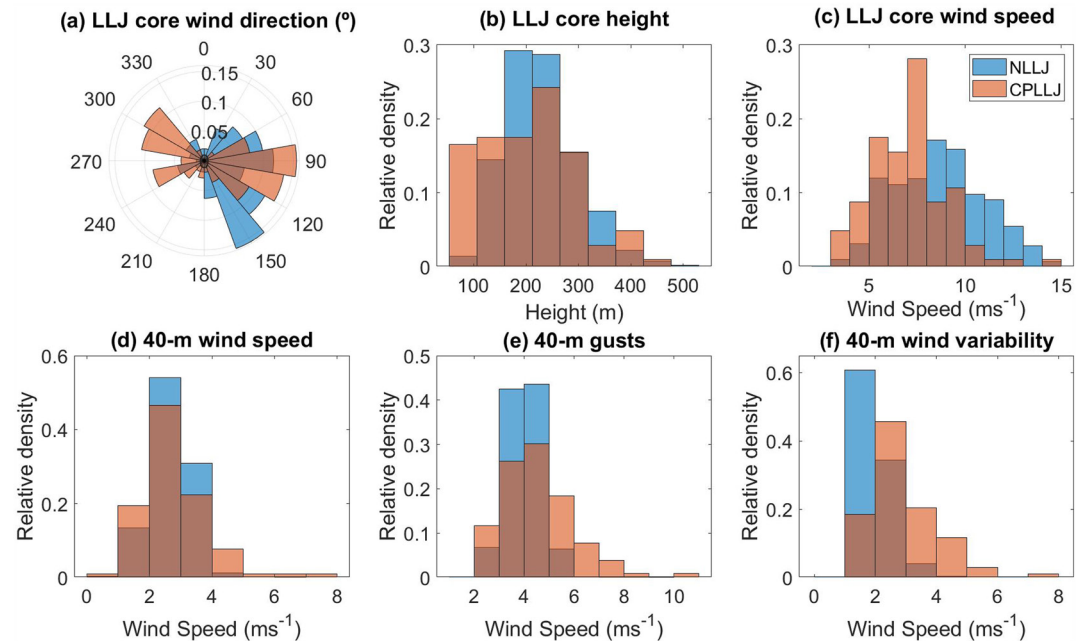 (a) LLJ core wind direction (º)
0
30
60
90
120
150
180
210
240
270
300
330
0.15
0.1
0.05
(b) LLJ core height
Relative density
0.3
0.2
0.1
0
100 200 300 400 500
Height (m)
(c) LLJ core wind speed
NLLJ
CPLLJ
Relative density
0.3
0.2
0.1
0
5 10 15
Wind Speed (ms-1)
(d) 40-m wind speed
Relative density
0.6
0.4
0.2
0
0 2 4 6 8
Wind Speed (ms-1)
(e) 40-m gusts
Relative density
0.5
0.4
0.3
0.2
0.1
0
2 4 6 8 10
Wind Speed (ms-1)
(f) 40-m wind variability
Relative density
0.6
0.4
0.2
0
0 2 4 6 8
Wind Speed (ms-1)